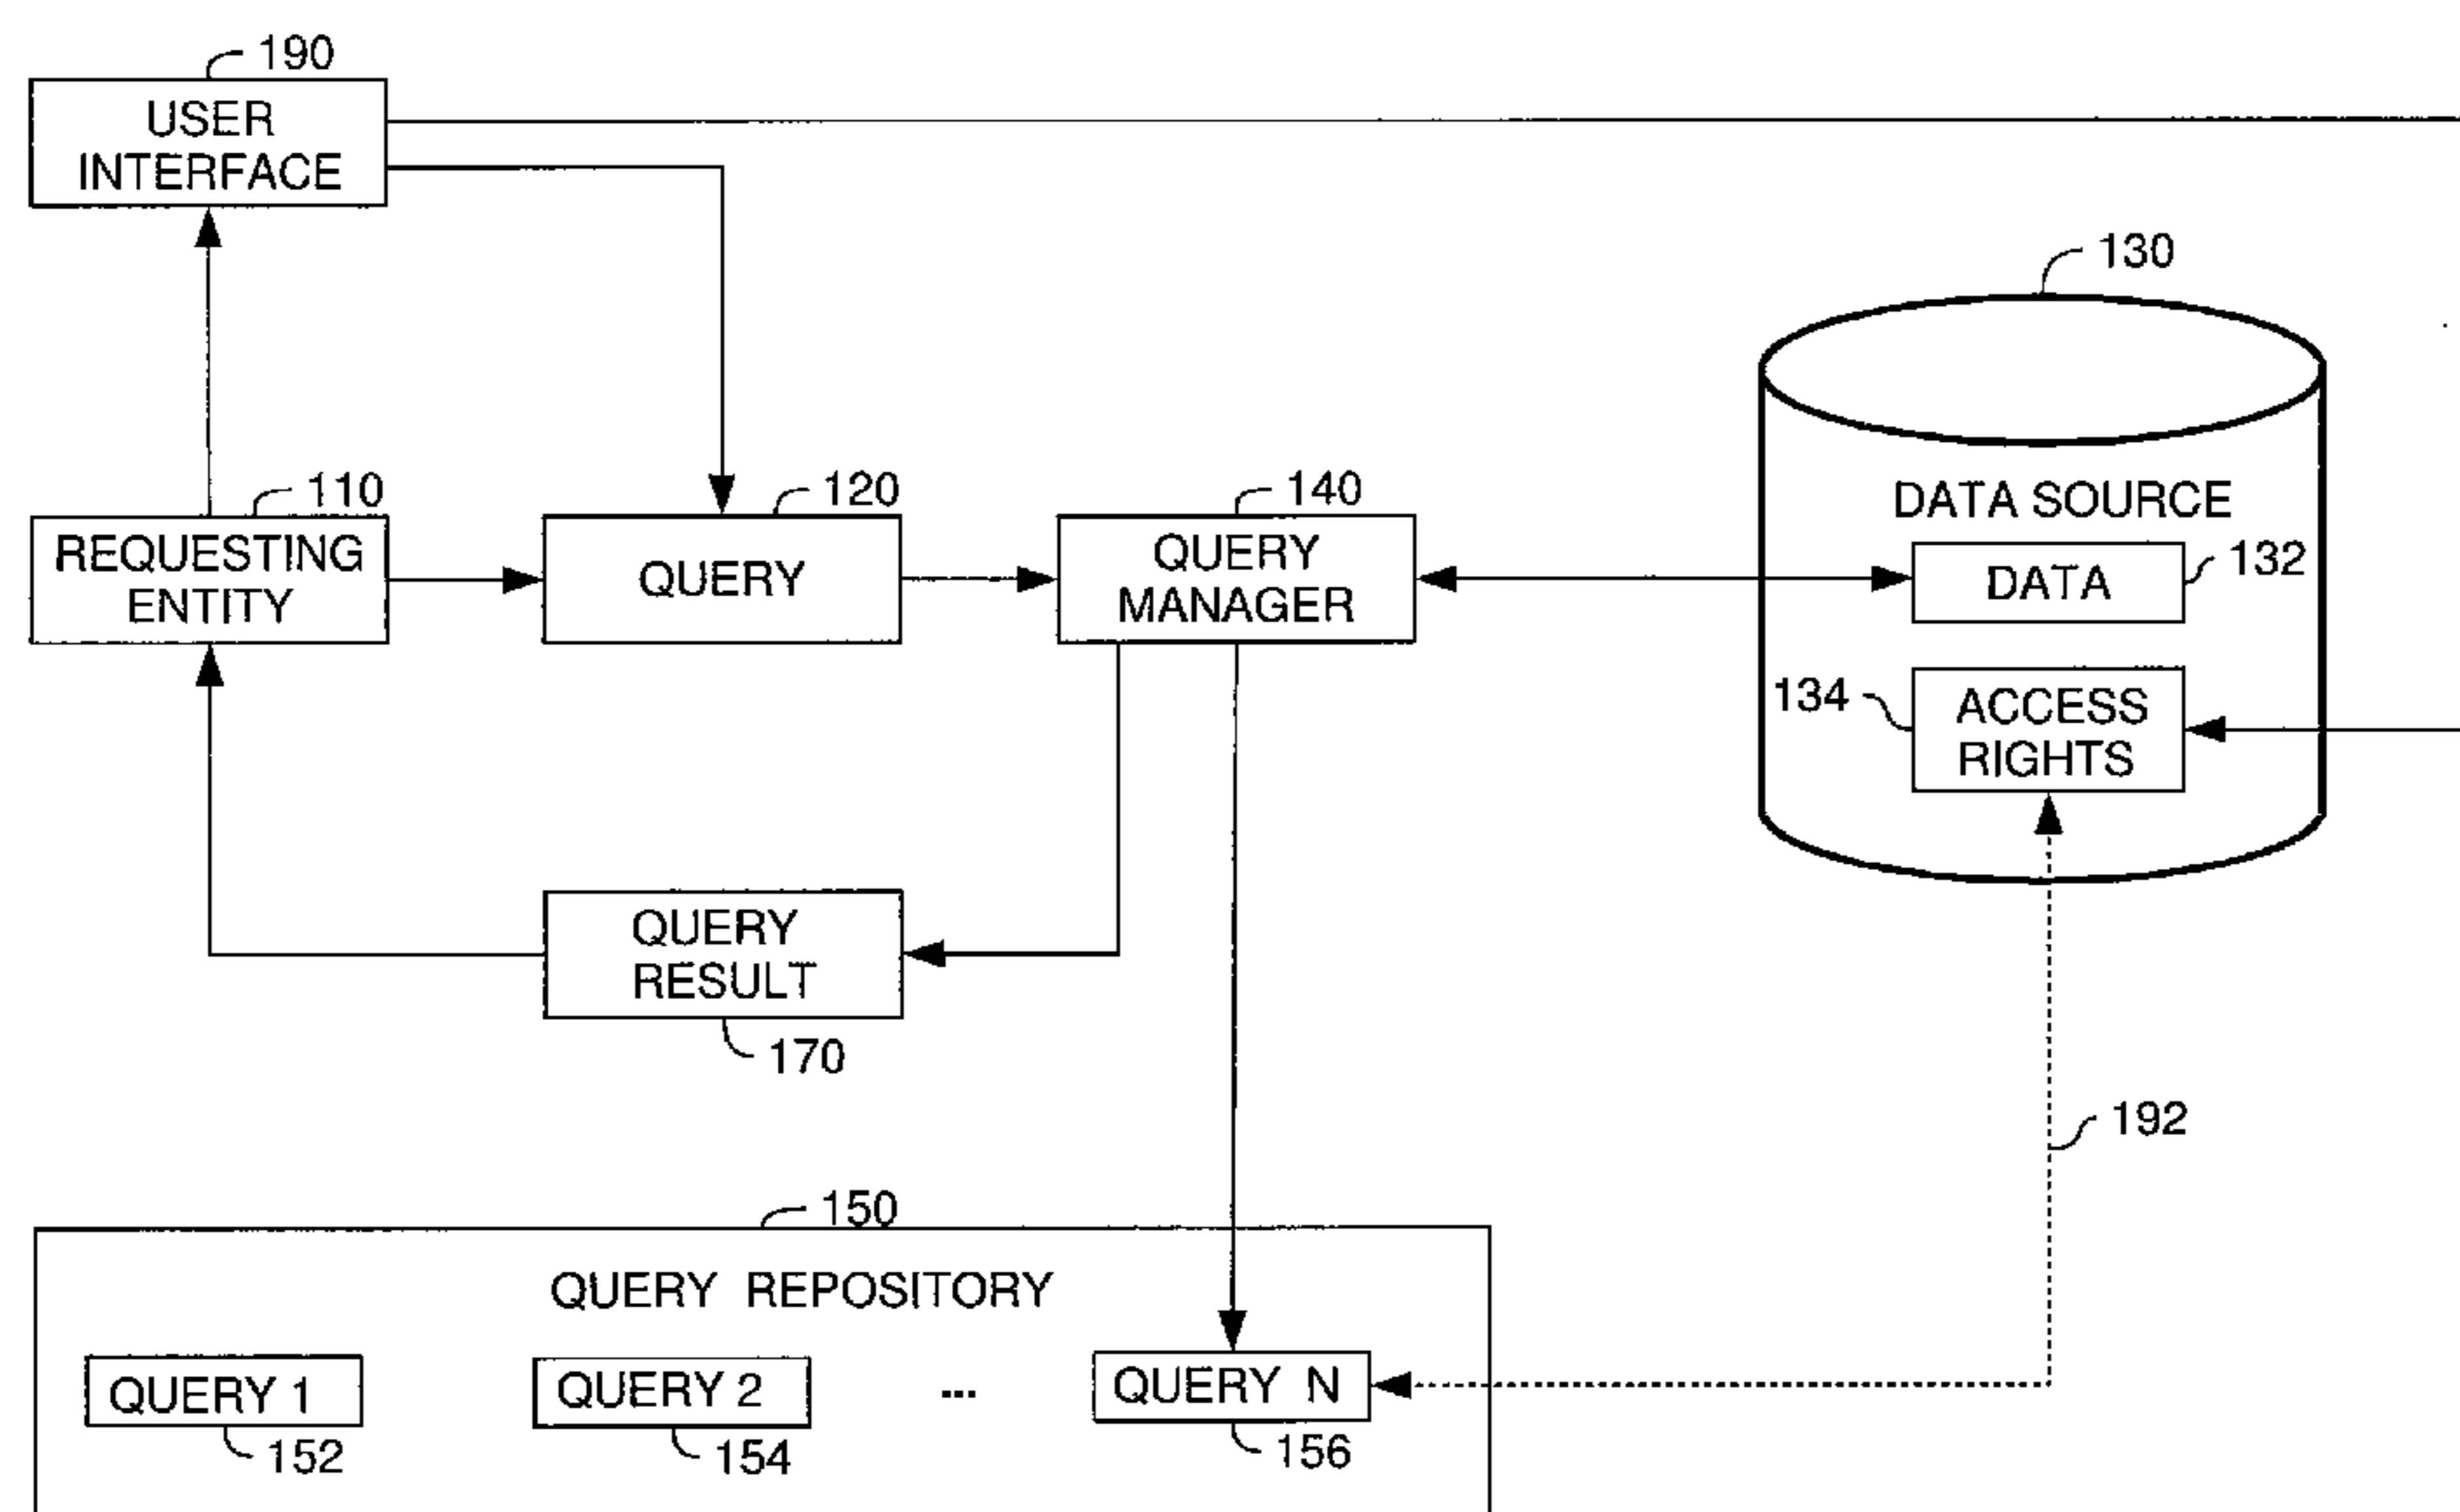 190
USER
INTERFACE
130
110
120
140
REQUESTING
ENTITY
QUERY
QUERY
MANAGER
DATA SOURCE
DATA
132
134
ACCESS
RIGHTS
QUERY
RESULT
170
192
150
QUERY REPOSITORY
QUERY 1
QUERY 2
...
QUERY N
152
154
156